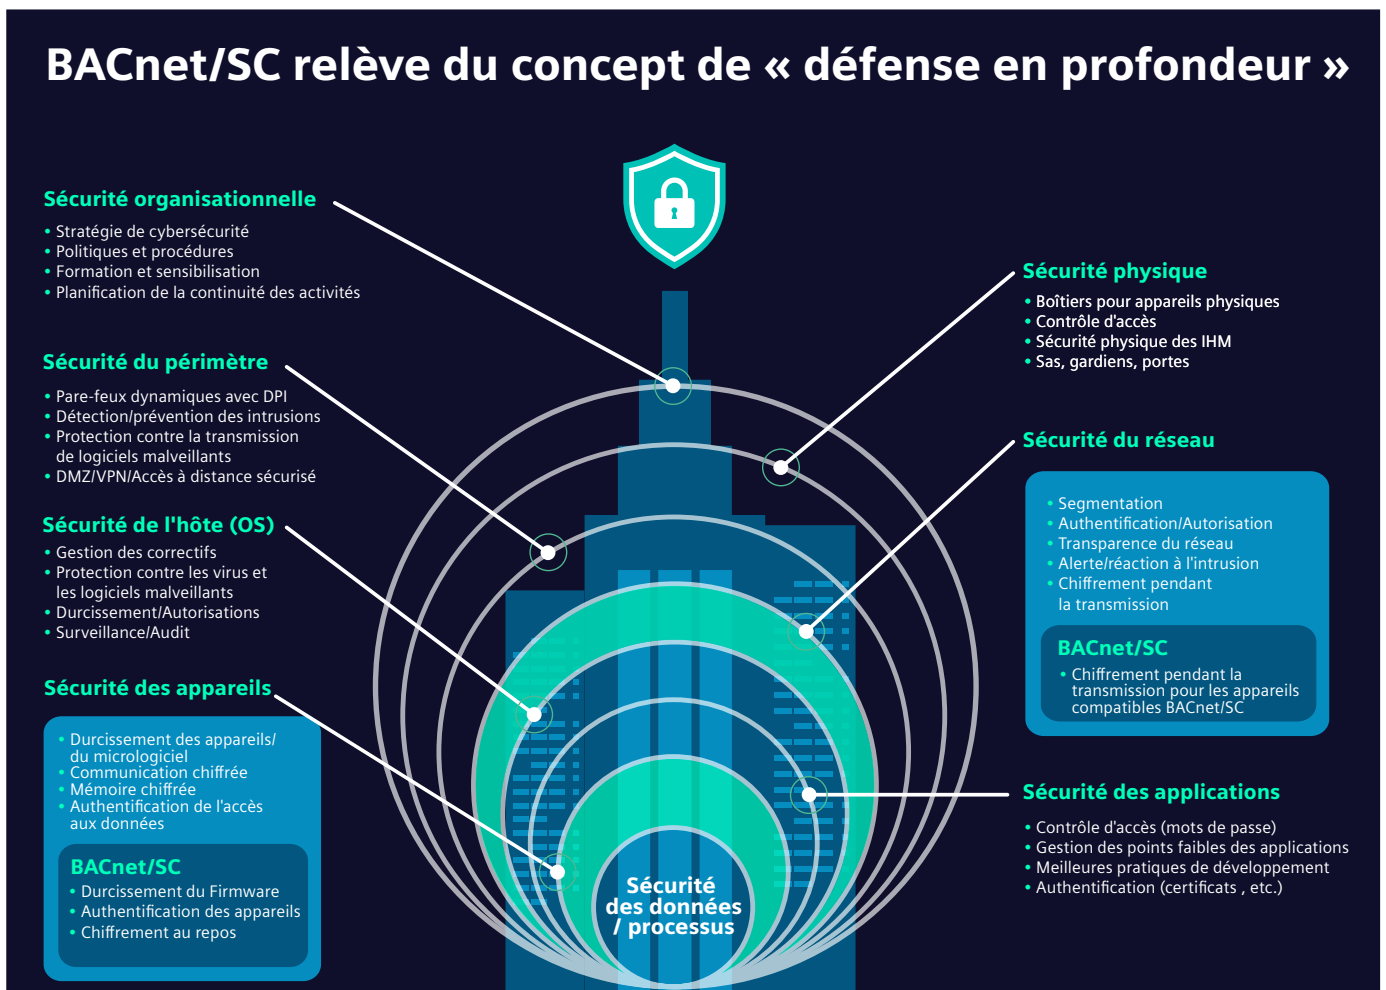 BACnet/SC relève du concept de « défense en profondeur »
Sécurité organisationnelle
• Stratégie de cybersécurité
• Politiques et procédures
• Formation et sensibilisation
• Planification de la continuité des activités
Sécurité du périmètre
• Pare-feux dynamiques avec DPI
• Détection/prévention des intrusions
• Protection contre la transmission
de logiciels malveillants
• DMZ/VPN/Accès à distance sécurisé
Sécurité de l'hôte (OS)
• Gestion des correctifs
• Protection contre les virus et
les logiciels malveillants
• Durcissement/Autorisations
• Surveillance/Audit
Sécurité des appareils
• Durcissement des appareils/
du micrologiciel
• Communication chiffrée
• Mémoire chiffrée
• Authentification de l'accès
aux données
BACnet/SC
• Durcissement du Firmware
• Authentification des appareils
• Chiffrement au repos
Sécurité
des données
/ processus
Sécurité physique
• Boîtiers pour appareils physiques
• Contrôle d'accès
• Sécurité physique des IHM
• Sas, gardiens, portes
Sécurité du réseau
• Segmentation
• Authentification/Autorisation
• Transparence du réseau
• Alerte/réaction à l'intrusion
• Chiffrement pendant
la transmission
BACnet/SC
• Chiffrement pendant la
transmission pour les appareils
compatibles BACnet/SC
Sécurité des applications
• Contrôle d'accès (mots de passe)
• Gestion des points faibles des applications
• Meilleures pratiques de développement
• Authentification (certificats , etc.)